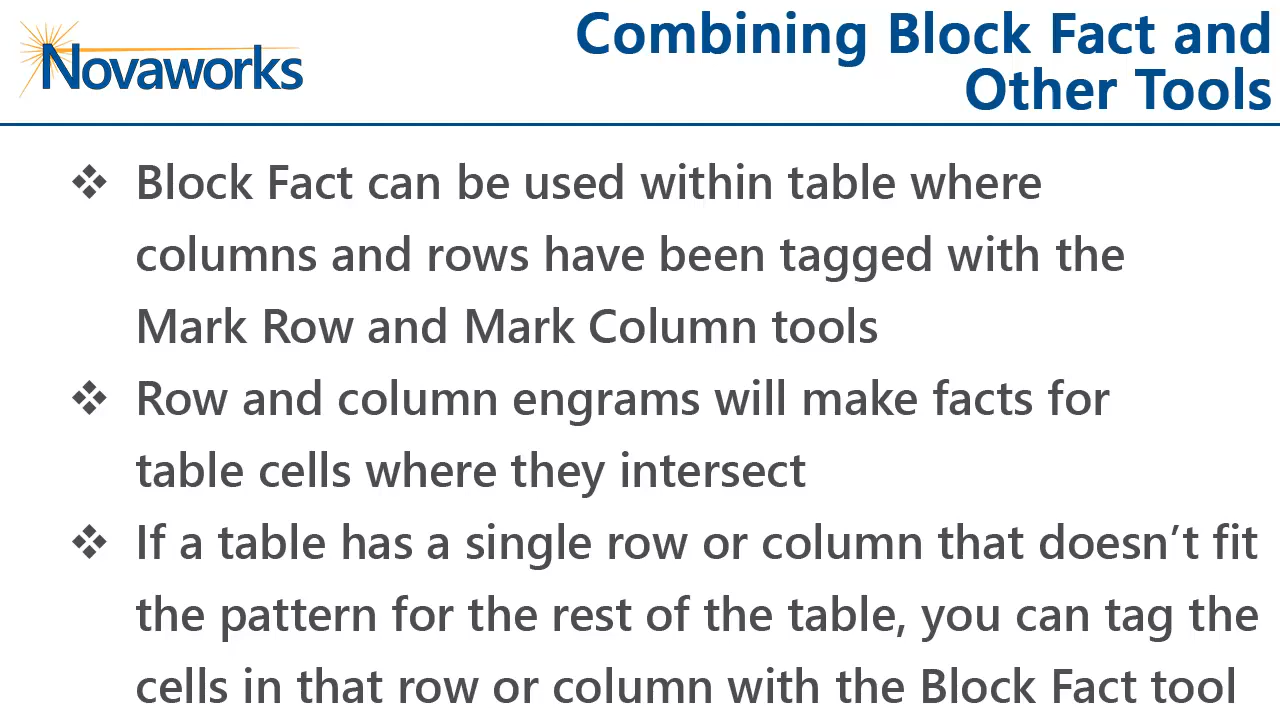 Novaworks
Combining Block Fact and
Other Tools
❖ Block Fact can be used within table where
columns and rows have been tagged with the
Mark Row and Mark Column tools
❖ Row and column engrams will make facts for
table cells where they intersect
❖ If a table has a single row or column that doesn’t fit
the pattern for the rest of the table, you can tag the
cells in that row or column with the Block Fact tool